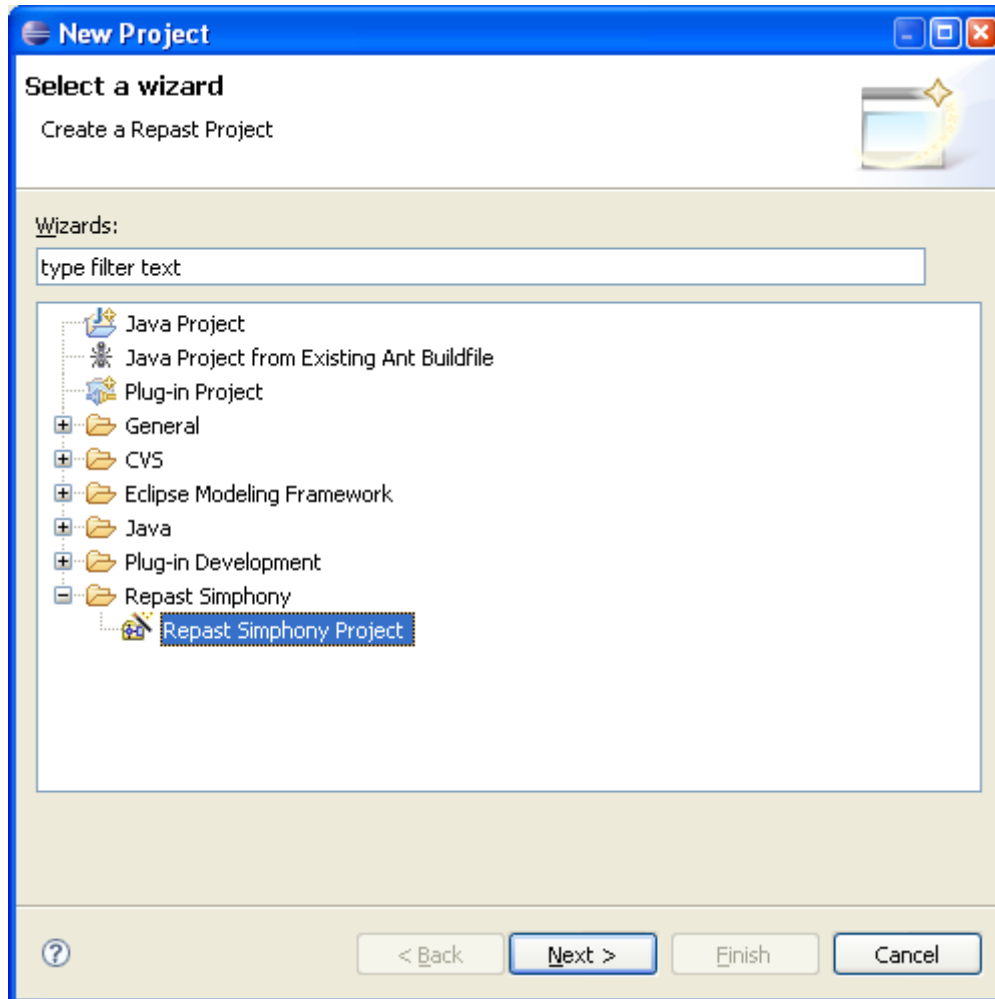 New Project
Select a wizard
Create a Repast Project
Wizards:
type filter text
Java Project
Java Project from Existing Ant Buildfile
Plug-in Project
General
CVS
Eclipse Modeling Framework
Java
Plug-in Development
Repast Simphony
Repast Simphony Project
< Back Next > Finish Cancel